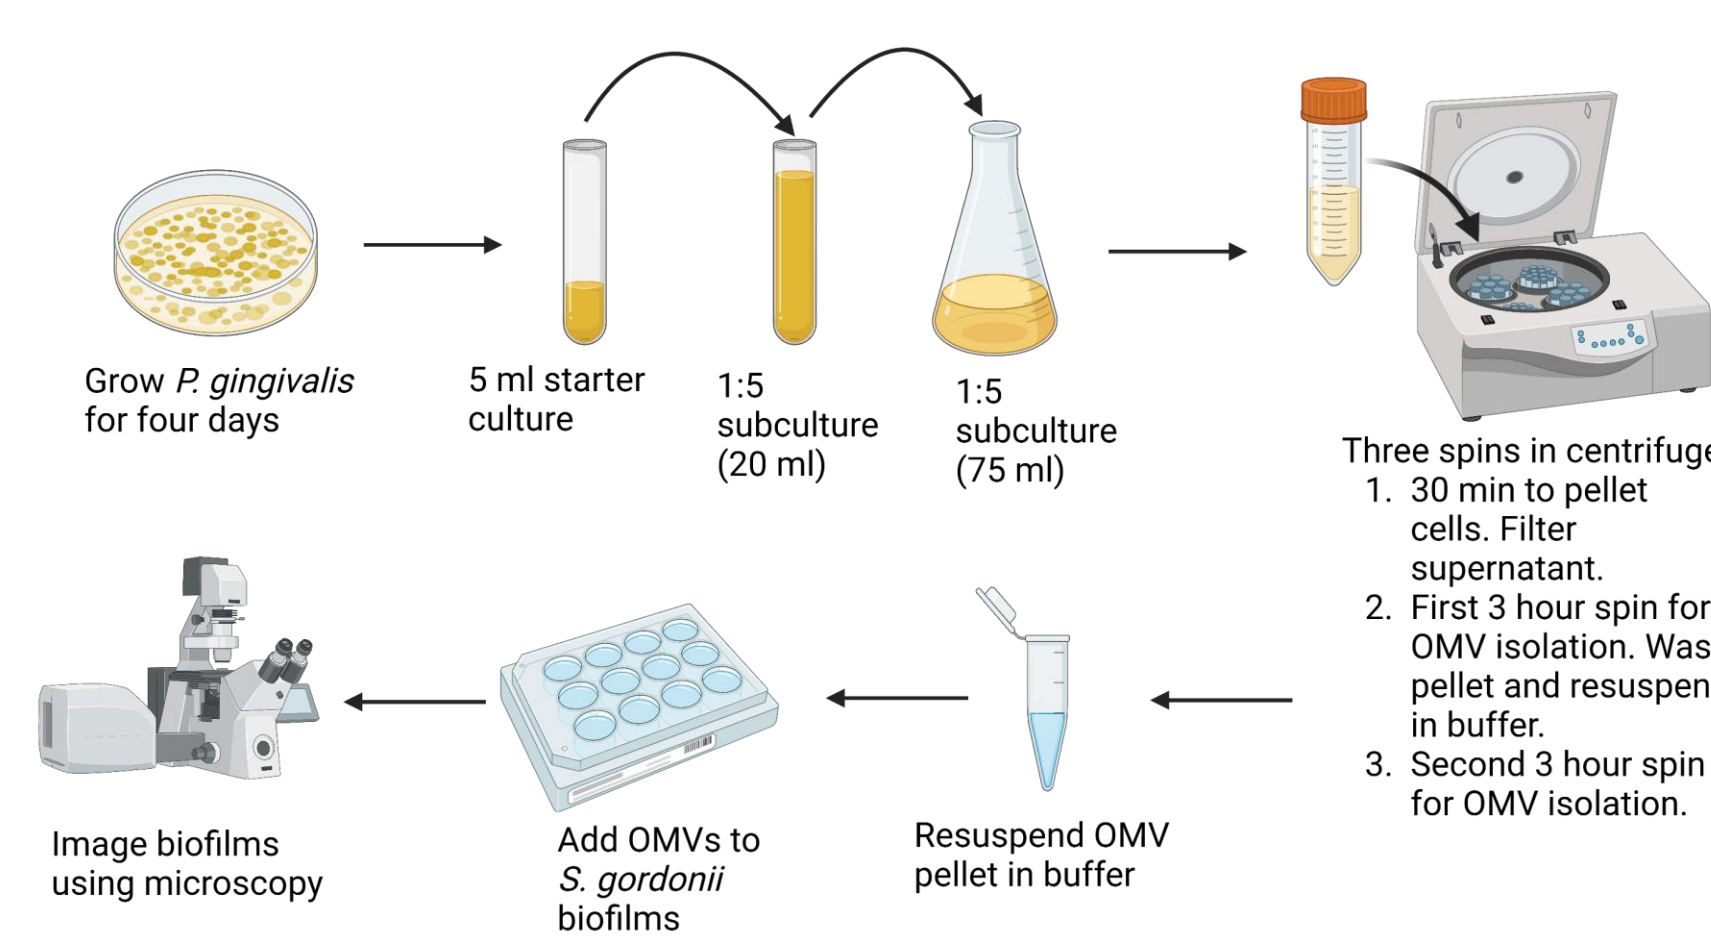 Grow P. gingivalis
for four days
5 ml starter
culture
1:5
subculture
(20 ml)
1:5
subculture
(75 ml)
Three spins in centrifuge
1. 30 min to pellet
cells. Filter
supernatant.
2. First 3 hour spin for
OMV isolation. Was
pellet and resuspen
in buffer.
3. Second 3 hour spin
for OMV isolation.
Resuspend OMV
pellet in buffer
Add OMVs to
S. gordonii
biofilms
Image biofilms
using microscopy